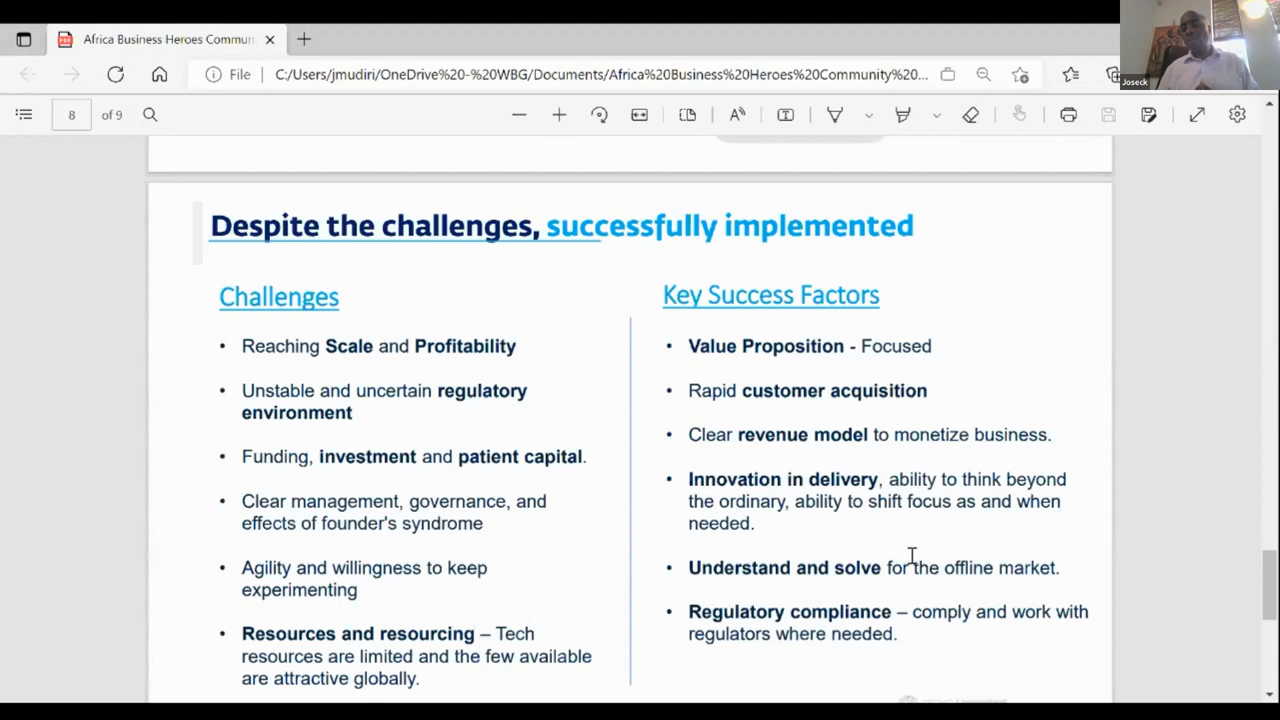 Africa Business Heroes Commun
File
C:/Users/jmudiri/OneDrive%20-%20WBG/Documents/Africa%20Business%20Heroes%20Community%20...
Joseck
8 of 9
Despite the challenges, successfully implemented
Challenges
• Reaching Scale and Profitability
• Unstable and uncertain regulatory
environment
• Funding, investment and patient capital.
• Clear management, governance, and
effects of founder's syndrome
• Agility and willingness to keep
experimenting
• Resources and resourcing – Tech
resources are limited and the few available
are attractive globally.
Key Success Factors
• Value Proposition - Focused
• Rapid customer acquisition
• Clear revenue model to monetize business.
• Innovation in delivery, ability to think beyond
the ordinary, ability to shift focus as and when
needed.
• Understand and solve for the offline market.
• Regulatory compliance – comply and work with
regulators where needed.